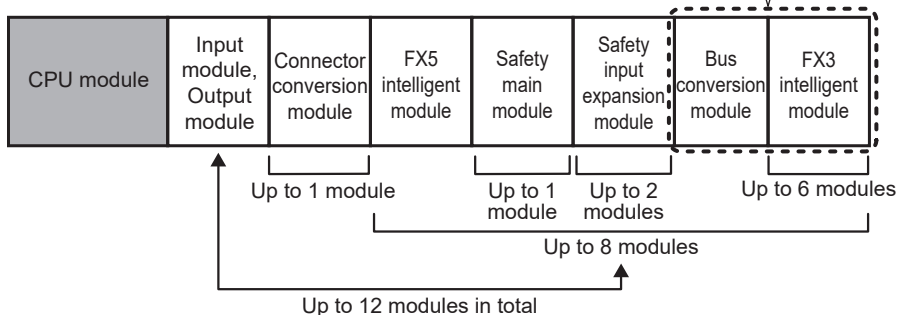 CPU module
Input
module,
Output
module
Connector
conversion
module
FX5
intelligent
module
Safety
main
module
Safety
input
expansion
module
Bus
conversion
module
FX3
intelligent
module
Up to 1 module
Up to 1
module
Up to 2
modules
Up to 6 modules
Up to 8 modules
Up to 12 modules in total